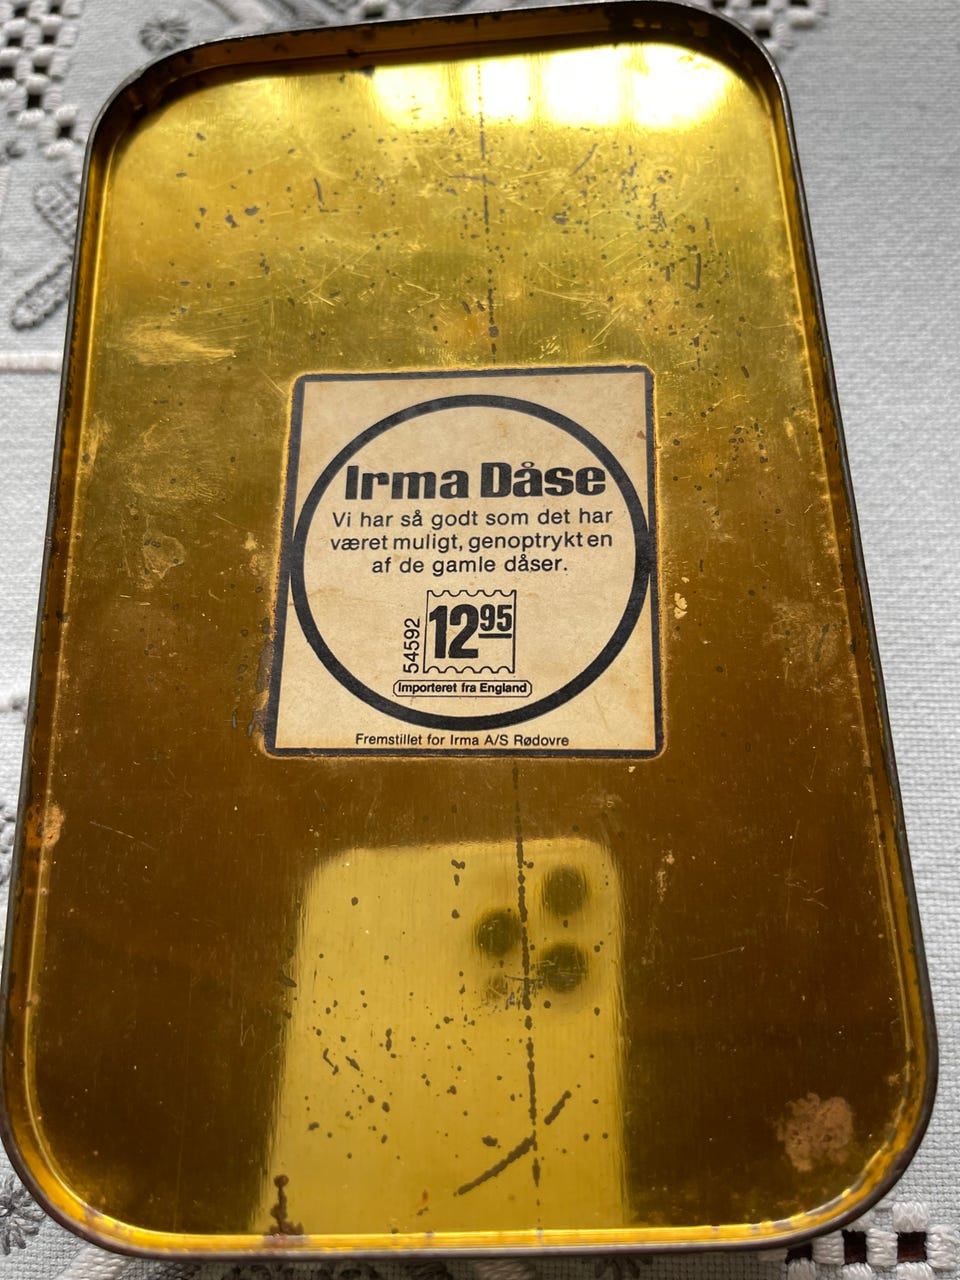 Irma Dåse
Vi har så godt som det har
været muligt, genoptrykt en
af de gamle dåser.
54592
12 95
Importeret fra England
Fremstillet for Irma A/S Rødovre